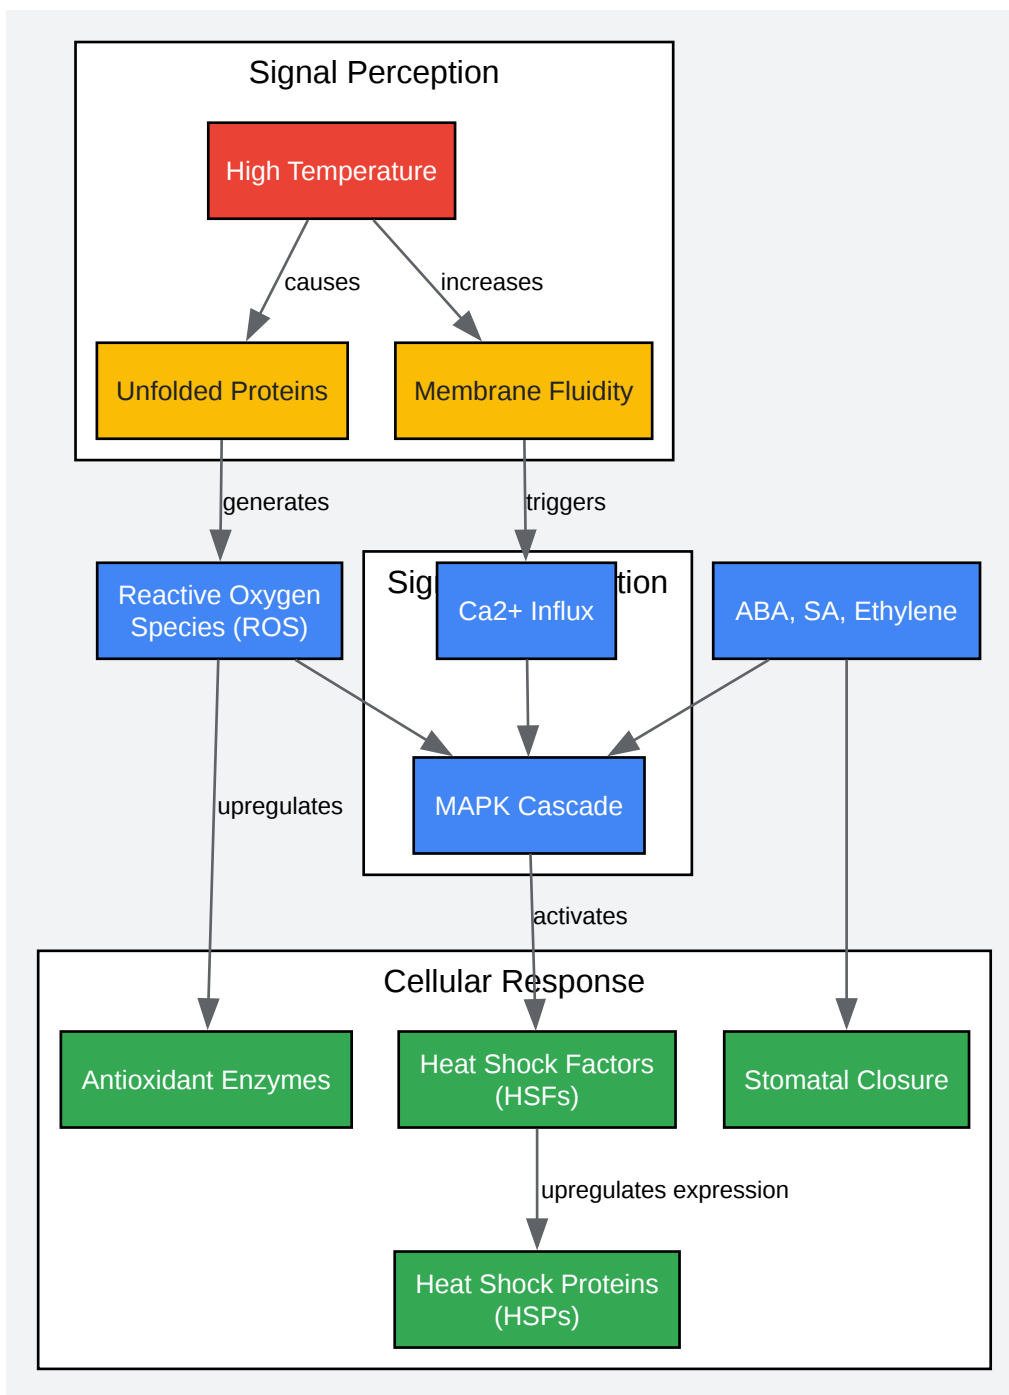 Signal Perception
High Temperature
causes
increases
Unfolded Proteins
Membrane Fluidity
generates
triggers
Reactive Oxygen
Species (ROS)
Ca2+ Influx
ABA, SA, Ethylene
MAPK Cascade
upregulates
activates
Cellular Response
Antioxidant Enzymes
Heat Shock Factors
(HSFs)
Stomatal Closure
upregulates expression
Heat Shock Proteins
(HSPs)